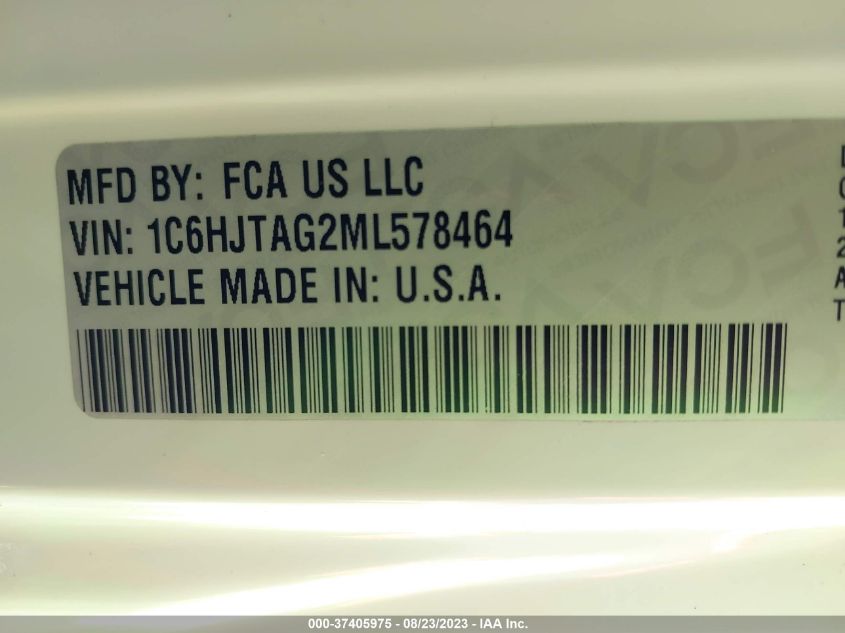 MFD BY: FCA US LLC
VIN: 1C6HJTAG2ML578464
VEHICLE MADE IN: U.S.A.
000-37405975 - 08/23/2023 - IAA Inc.